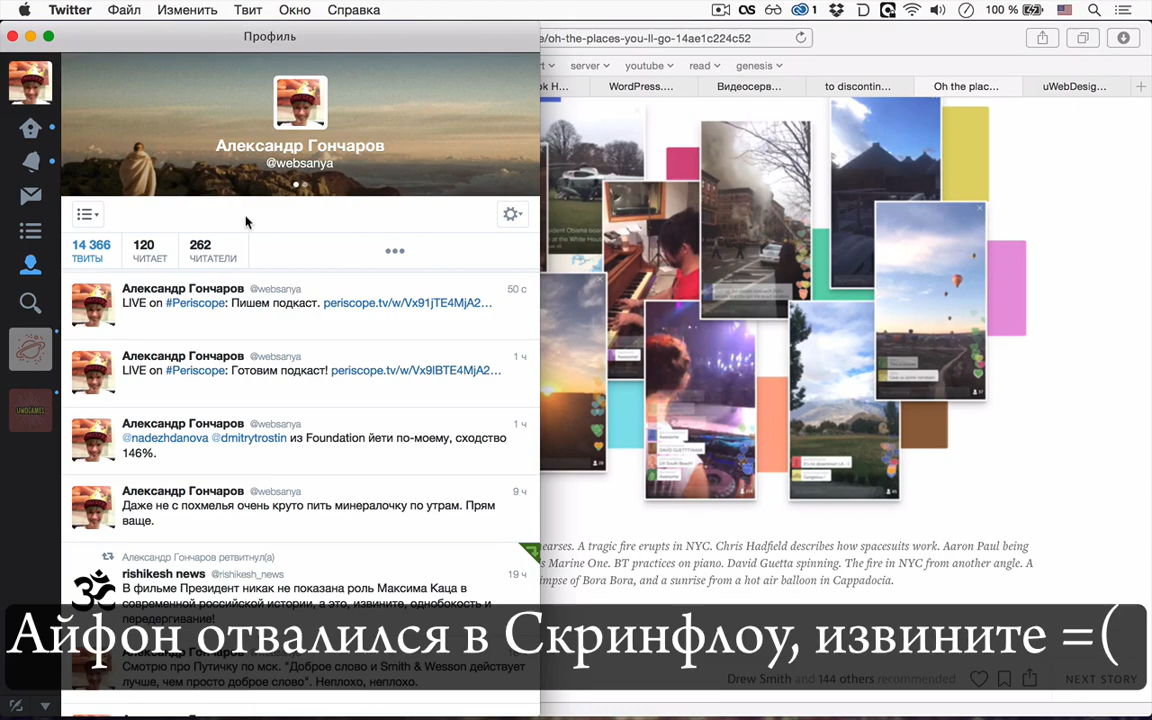 Twitter Файл Изменить Твит Окно Справка 1 100 %
Профиль
e/oh-the-places-you-ll-go-14ae1c224c52
server youtube read genesis
WordPress.... Видеосерв... to discontin... Oh the plac... uWebDesig...
Александр Гончаров
@websanya
14 366 120 262
ТВИТЫ ЧИТАЕТ ЧИТАТЕЛИ
Александр Гончаров @websanya 50 с
LIVE on #Periscope: Пишем подкаст. periscope.tv/w/Vx91jTE4MjA2...
Александр Гончаров @websanya 1 ч
LIVE on #Periscope: Готовим подкаст! periscope.tv/w/Vx9lBTE4MjA2...
Александр Гончаров @websanya 1 ч
@nadezhdanova @dmitrytrostin из Foundation йети по-моему, сходство
146%.
Александр Гончаров @websanya 9 ч
Даже не с похмелья очень круто пить минералочку по утрам. Прям
ваще.
Александр Гончаров ретвитнул(а)
rishikesh news @rishikesh_news 19 ч
В фильме Президент никак не показана роль Максима Каца в
современной российской истории, а это, извините, однобокость и
передергивание!
Смотрю про Путичку по мск. "Доброе слово и Smith & Wesson действует
лучше, чем просто доброе слово". Неплохо, неплохо.
earses. A tragic fire erupts in NYC. Chris Hadfield describes how spacesuits work. Aaron Paul being
s Marine One. BT practices on piano. David Guetta spinning. The fire in NYC from another angle. A
impse of Bora Bora, and a sunrise from a hot air balloon in Cappadocia.
Айфон отвалился в Скринфлоу, извините =(
Drew Smith and 144 others recommended NEXT STORY